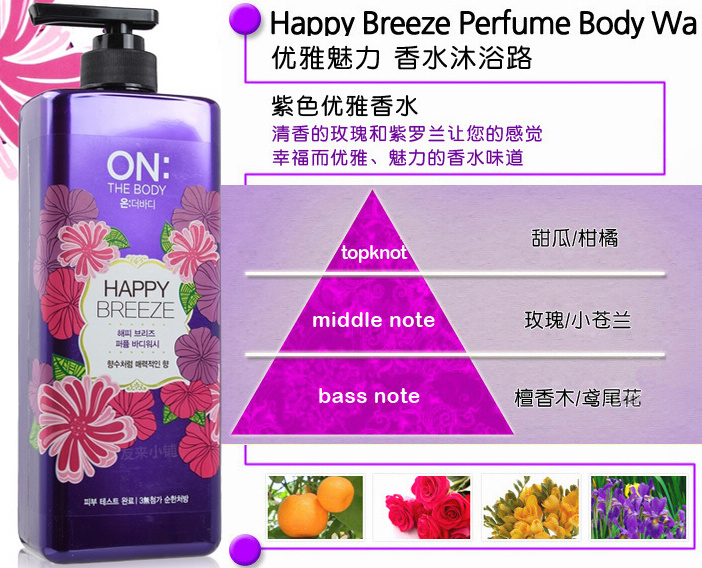 Happy Breeze Perfume Body Wa
优雅魅力 香水沐浴路
紫色优雅香水
清香的玫瑰和紫罗兰让您的感觉
幸福而优雅、魅力的香水味道
topknot
甜瓜/柑橘
middle note
玫瑰/小苍兰
bass note
檀香木/鸢尾花
ON:
THE BODY
온:더바디
HAPPY
BREEZE
해피 브리즈
퍼퓸 바디워시
향수처럼 매력적인 향
友来小铺
피부 테스트 완료 | 3無첨가 순한처방